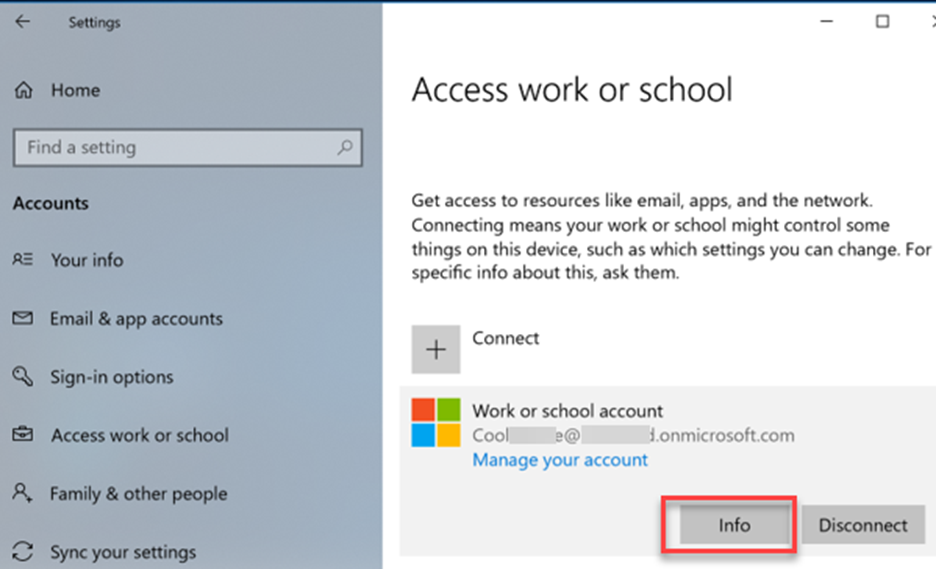 Settings
Home
Find a setting
Accounts
Your info
Email & app accounts
Sign-in options
Access work or school
Family & other people
Sync your settings
Access work or school
Get access to resources like email, apps, and the network.
Connecting means your work or school might control some
things on this device, such as which settings you can change. For
specific info about this, ask them.
Connect
Work or school account
Cool e@ d.onmicrosoft.com
Manage your account
Info
Disconnect